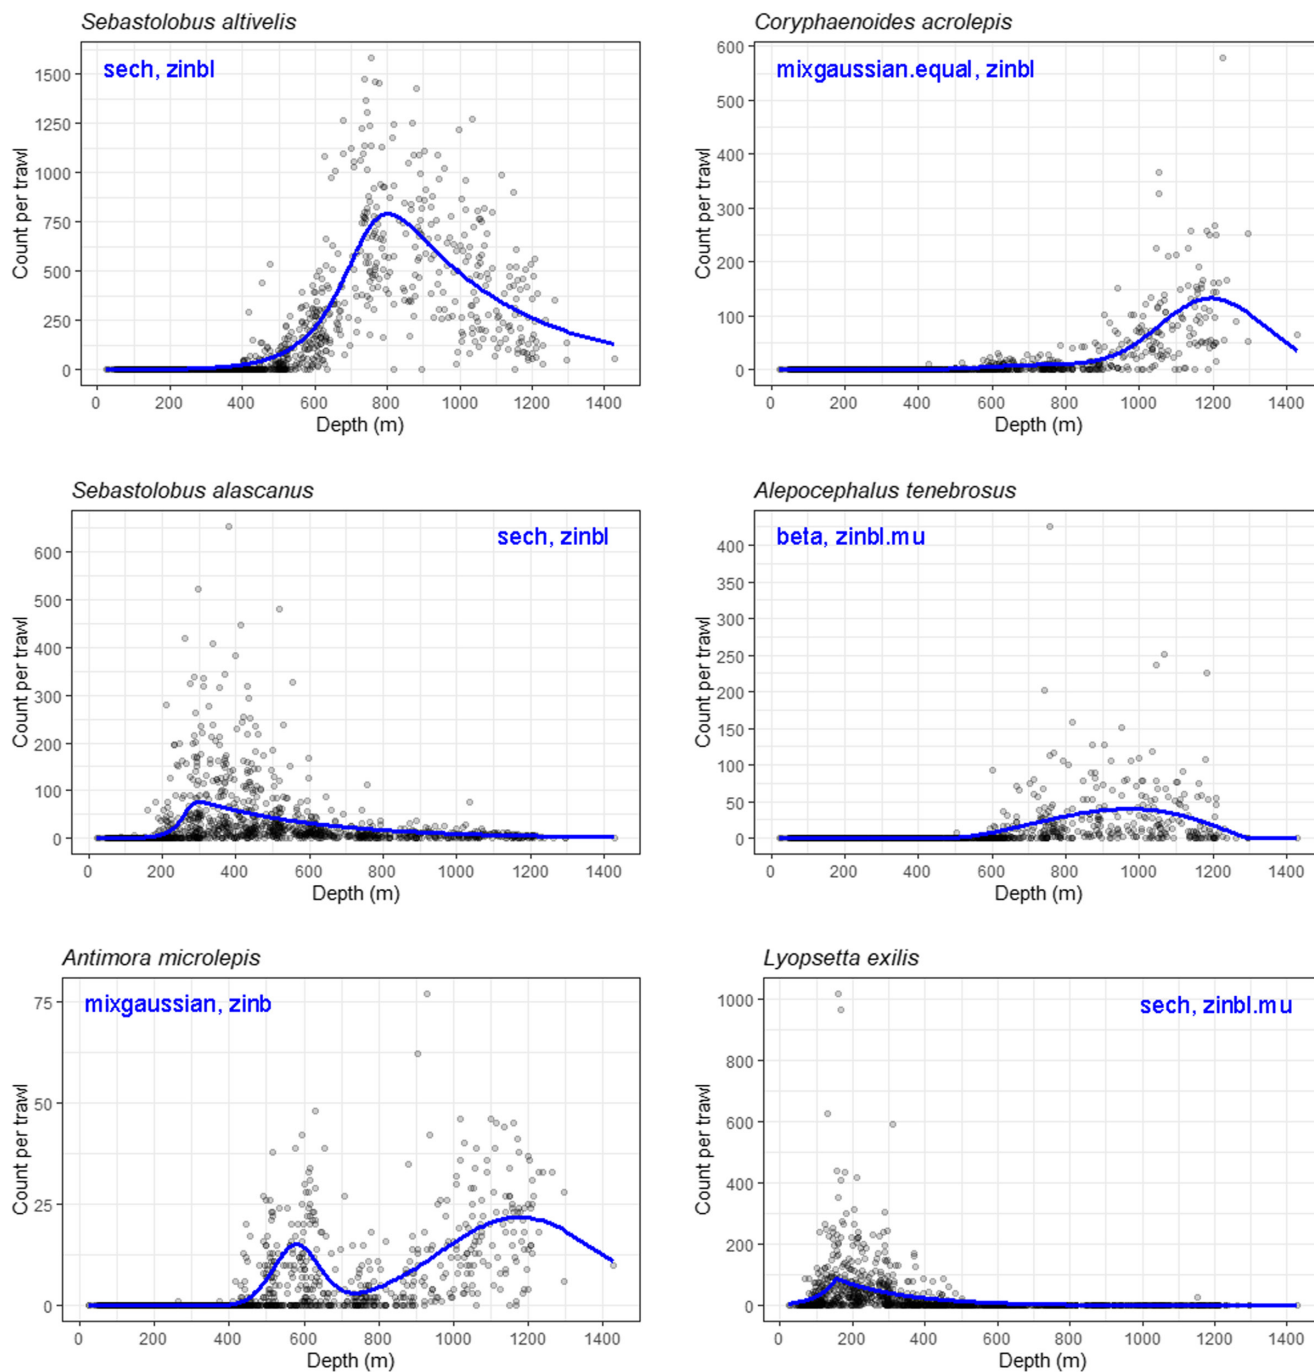 Sebastolobus altivelis
sech, zinbl
1500
1250
1000
750
500
250
0
Count per trawl
0 200 400 600 800 1000 1200 1400
Depth (m)
Coryphaenoides acrolepis
mixgaussian.equal, zinbl
600
500
400
300
200
100
0
Count per trawl
0 200 400 600 800 1000 1200 1400
Depth (m)
Sebastolobus alascanus
sech, zinbl
600
500
400
300
200
100
0
Count per trawl
0 200 400 600 800 1000 1200 1400
Depth (m)
Alepocephalus tenebrosus
beta, zinbl.mu
400
350
300
250
200
150
100
50
0
Count per trawl
0 200 400 600 800 1000 1200 1400
Depth (m)
Antimora microlepis
mixgaussian, zinb
75
50
25
0
Count per trawl
0 200 400 600 800 1000 1200 1400
Depth (m)
Lyopsetta exilis
sech, zinbl.mu
1000
800
600
400
200
0
Count per trawl
0 200 400 600 800 1000 1200 1400
Depth (m)